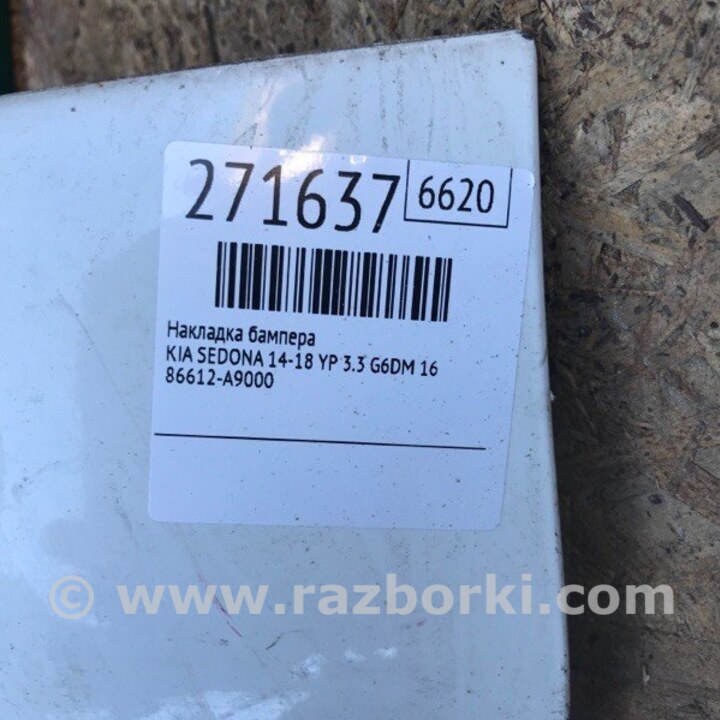 271637 6620
Накладка бампера
KIA SEDONA 14-18 YP 3.3 G6DM 16
86612-A9000
© www.razborki.com